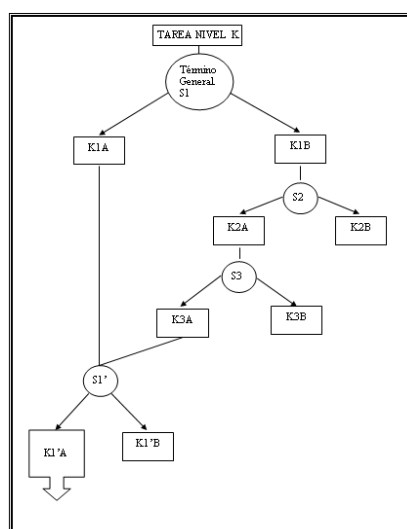 TAREA NIVEL K
Término
General
S1
K1A
K1B
S2
K2A
K2B
S3
K3A
K3B
S1’
K1’A
K1’B